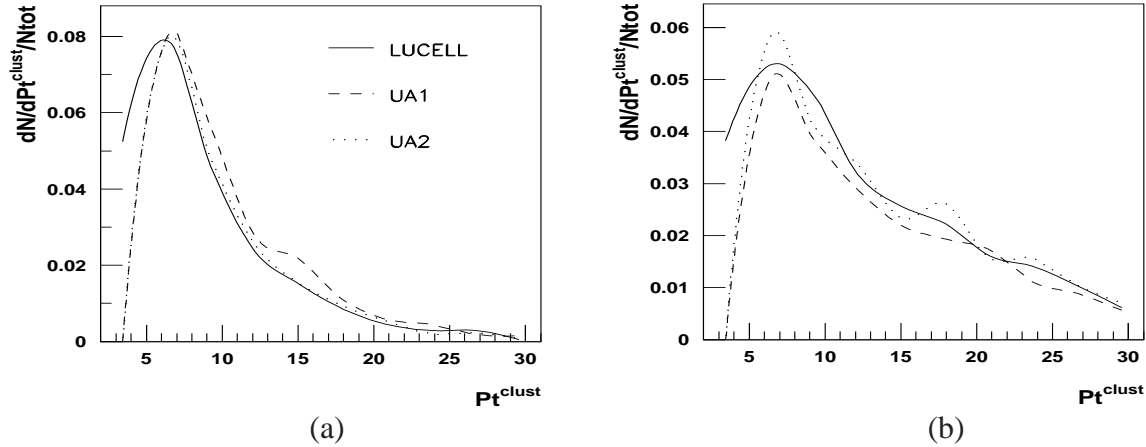 dN/dPt^clust/Ntot
0.08
0.06
0.04
0.02
0
LUCELL
UA1
UA2
5 10 15 20 25 30
Pt^clust
(a)
dN/dPt^clust/Ntot
0.06
0.05
0.04
0.03
0.02
0.01
0
5 10 15 20 25 30
Pt^clust
(b)